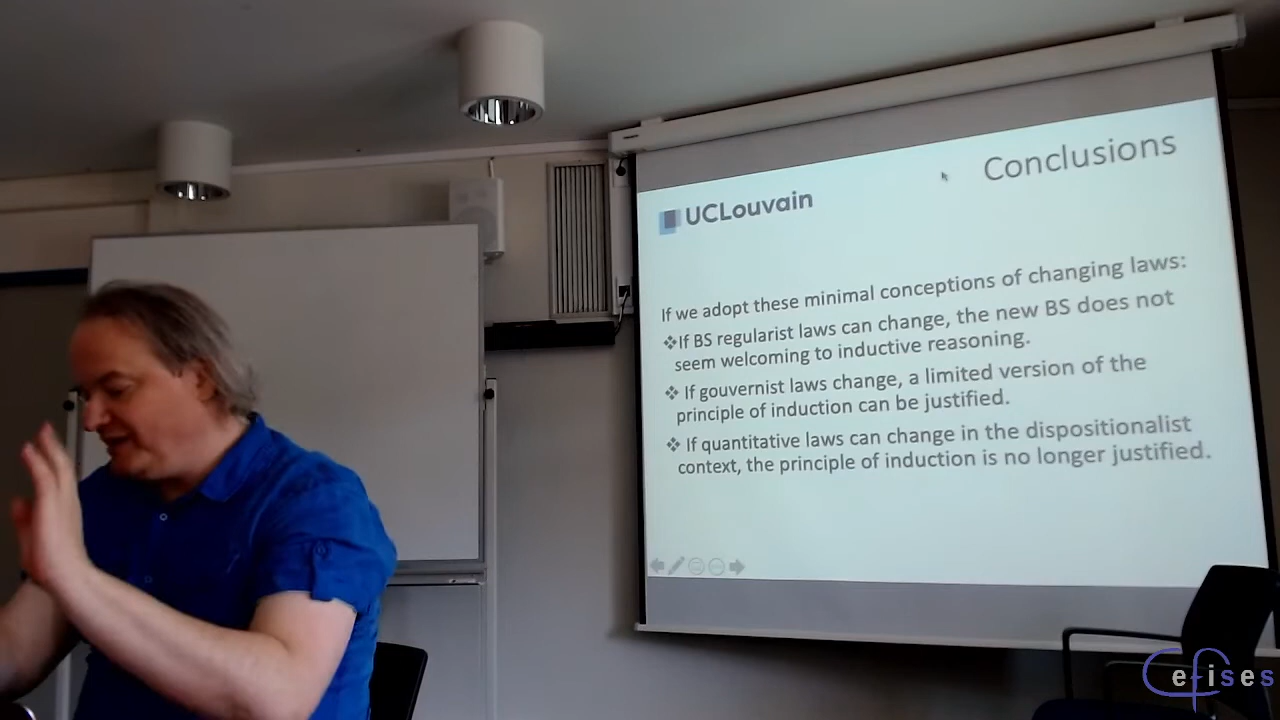 Conclusions
UCLouvain
If we adopt these minimal conceptions of changing laws:
❖If BS regularist laws can change, the new BS does not
seem welcoming to inductive reasoning.
❖ If gouvernist laws change, a limited version of the
principle of induction can be justified.
❖ If quantitative laws can change in the dispositionalist
context, the principle of induction is no longer justified.
Cefises